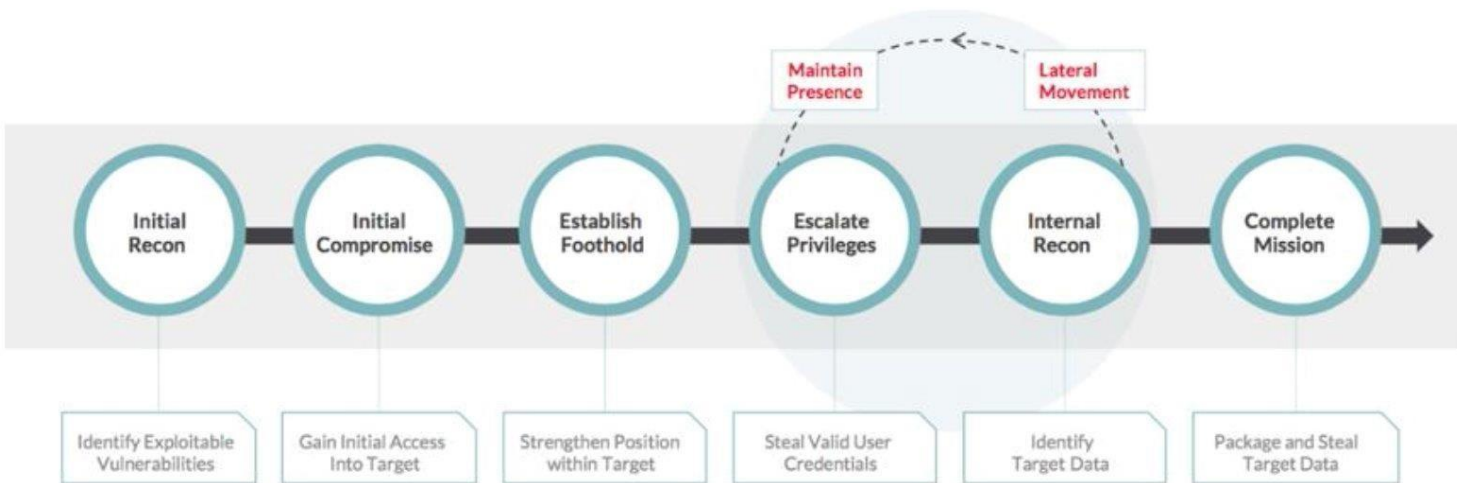 Maintain
Presence
Lateral
Movement
Initial
Recon
Initial
Compromise
Establish
Foothold
Escalate
Privileges
Internal
Recon
Complete
Mission
Identify Exploitable
Vulnerabilities
Gain Initial Access
Into Target
Strengthen Position
within Target
Steal Valid User
Credentials
Identify
Target Data
Package and Steal
Target Data